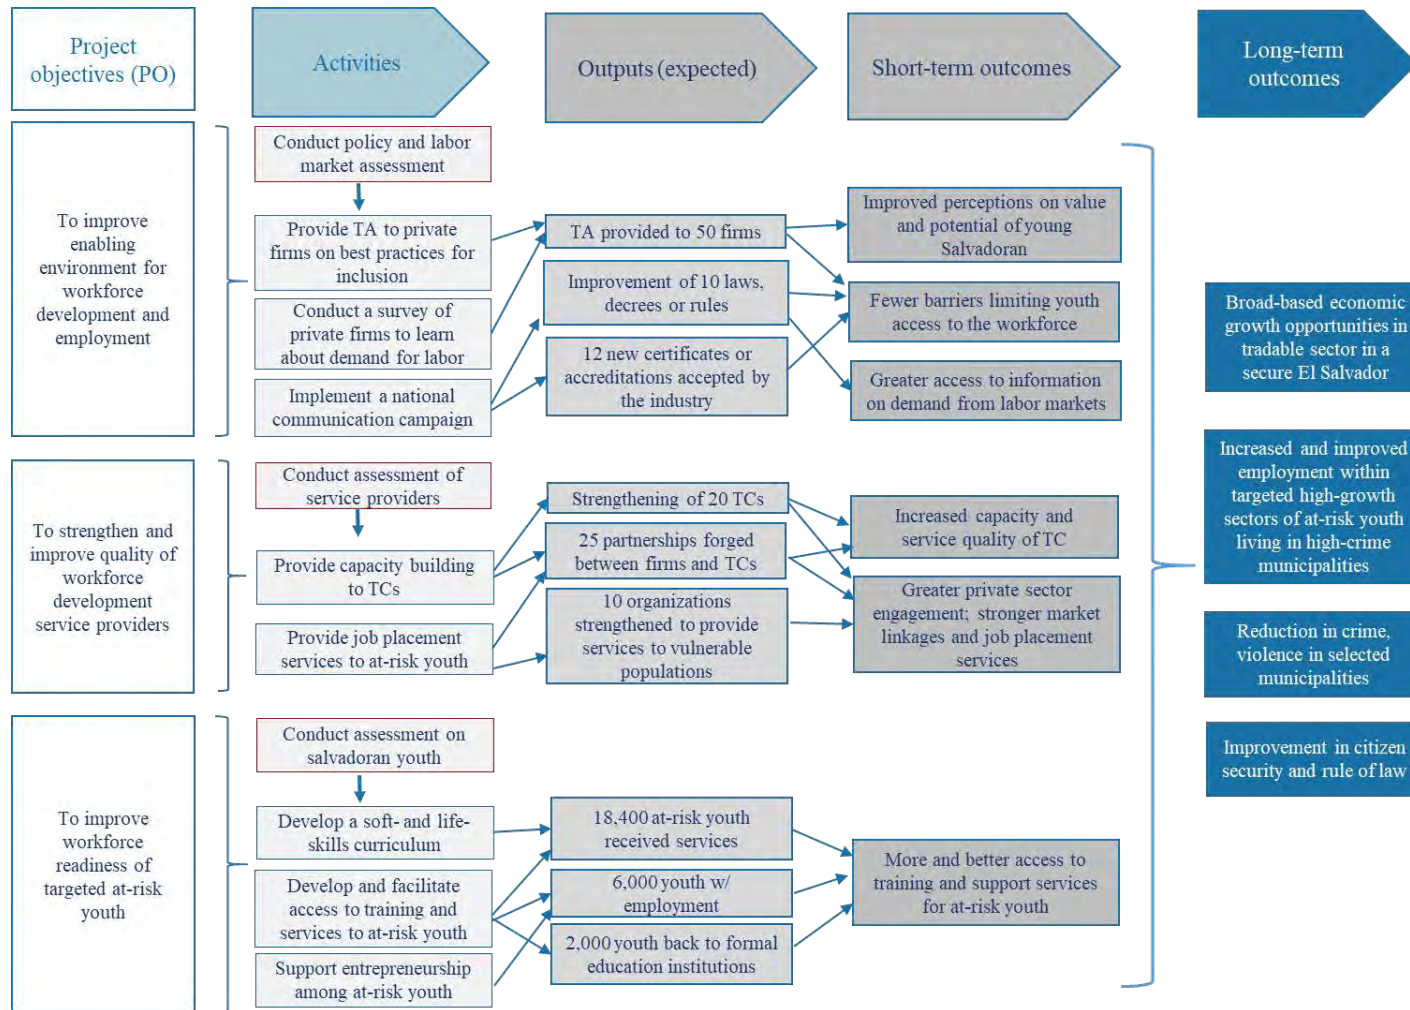 Project
objectives (PO)
Activities
Outputs (expected)
Short-term outcomes
Long-term
outcomes
To improve
enabling
environment for
workforce
development and
employment
Conduct policy and labor
market assessment
Provide TA to private
firms on best practices for
inclusion
Conduct a survey of
private firms to learn
about demand for labor
Implement a national
communication campaign
TA provided to 50 firms
Improvement of 10 laws,
decrees or rules
12 new certificates or
accreditations accepted by
the industry
Improved perceptions on value
and potential of young
Salvadoran
Fewer barriers limiting youth
access to the workforce
Greater access to information
on demand from labor markets
To strengthen and
improve quality of
workforce
development
service providers
Conduct assessment of
service providers
Provide capacity building
to TCs
Provide job placement
services to at-risk youth
Strengthening of 20 TCs
25 partnerships forged
between firms and TCs
10 organizations
strengthened to provide
services to vulnerable
populations
Increased capacity and
service quality of TC
Greater private sector
engagement; stronger market
linkages and job placement
services
To improve
workforce
readiness of
targeted at-risk
youth
Conduct assessment on
salvadoran youth
Develop a soft- and life-
skills curriculum
Develop and facilitate
access to training and
services to at-risk youth
Support entrepreneurship
among at-risk youth
18,400 at-risk youth
received services
6,000 youth w/
employment
2,000 youth back to formal
education institutions
More and better access to
training and support services
for at-risk youth
Broad-based economic
growth opportunities in
tradable sector in a
secure El Salvador
Increased and improved
employment within
targeted high-growth
sectors of at-risk youth
living in high-crime
municipalities
Reduction in crime,
violence in selected
municipalities
Improvement in citizen
security and rule of law